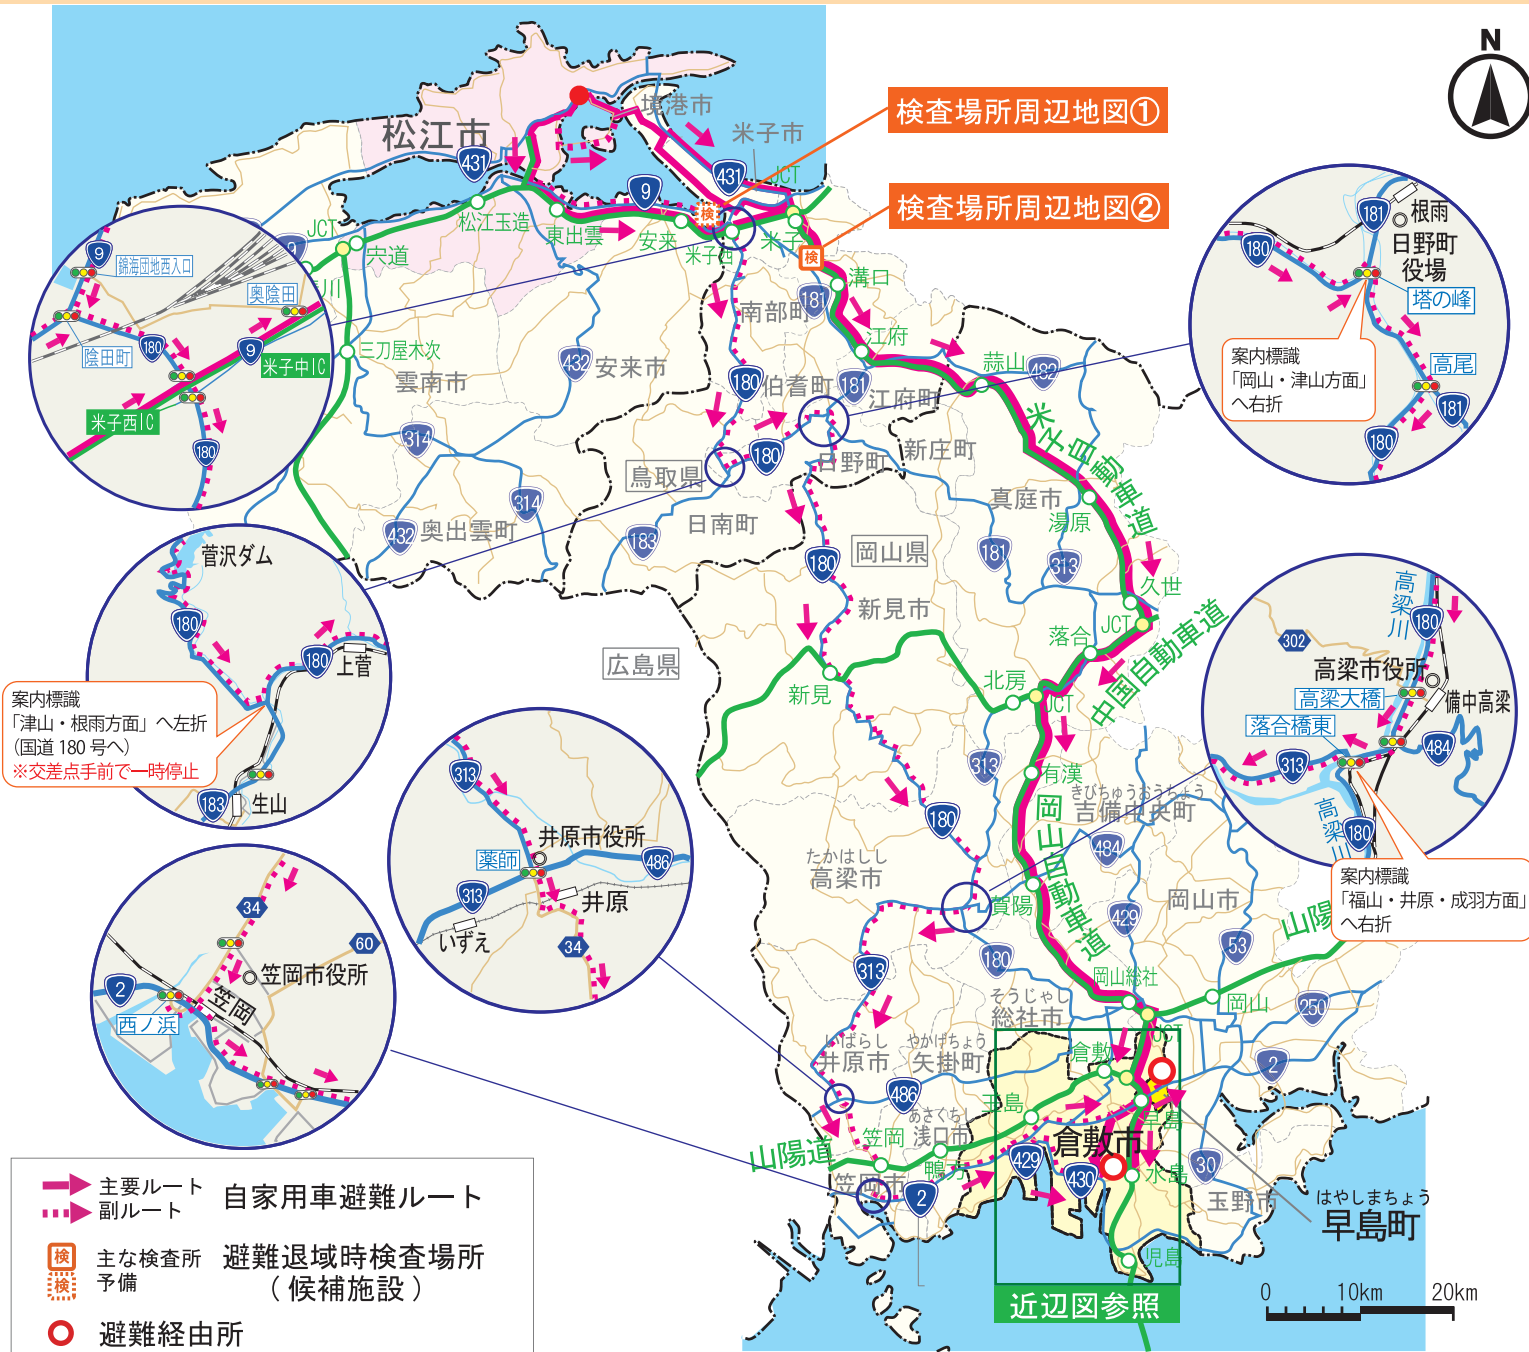 N
検査場所周辺地図①
検査場所周辺地図②
松江市
境港市
米子市
JCT
431
431
9
JCT
宍道
松江玉造
東出雲
安来
米子西
米子
検
検
溝口
9
川
三刀屋木次
雲南市
432
安来市
南部町
181
江府
蒜山
482
180
伯耆町
181
江府町
314
鳥取県
180
日野町
新庄町
米子自動車道
真庭市
湯原
314
432
奥出雲町
183
日南町
岡山県
181
313
180
新見市
久世
JCT
落合
中国自動車道
広島県
新見
北房
JCT
313
有漢
きびちゅうおうちょう
吉備中央町
180
岡山自動車道
484
たかはしし
高梁市
賀陽
429
岡山市
53
山陽
313
180
岡山総社
岡山
250
そうじゃし
総社市
JCT
いばらし
井原市
やかげちょう
矢掛町
倉敷
2
486
玉島
早島
あさくちし
浅口市
倉敷市
山陽道
笠岡
鴨方
429
430
水島
30
笠岡市
2
玉野市
はやしまちょう
早島町
児島
近辺図参照
0
10km
20km
9
錦海団地西入口
奥陰田
陰田町
180
9
米子中IC
米子西IC
180
181
根雨
日野町
役場
180
塔の峰
案内標識
「岡山・津山方面」
へ右折
高尾
181
180
菅沢ダム
180
180
上菅
案内標識
「津山・根雨方面」へ左折
(国道 180 号へ)
※交差点手前で一時停止
183
生山
高梁川
180
302
高梁市役所
高梁大橋
備中高梁
落合橋東
313
484
高梁川
180
案内標識
「福山・井原・成羽方面」
へ右折
313
井原市役所
薬師
486
313
井原
いずえ
34
34
60
笠岡市役所
2
笠岡
西ノ浜
主要ルート
副ルート
自家用車避難ルート
検
主な検査所
検
予備
避難退域時検査場所
（候補施設）
避難経由所